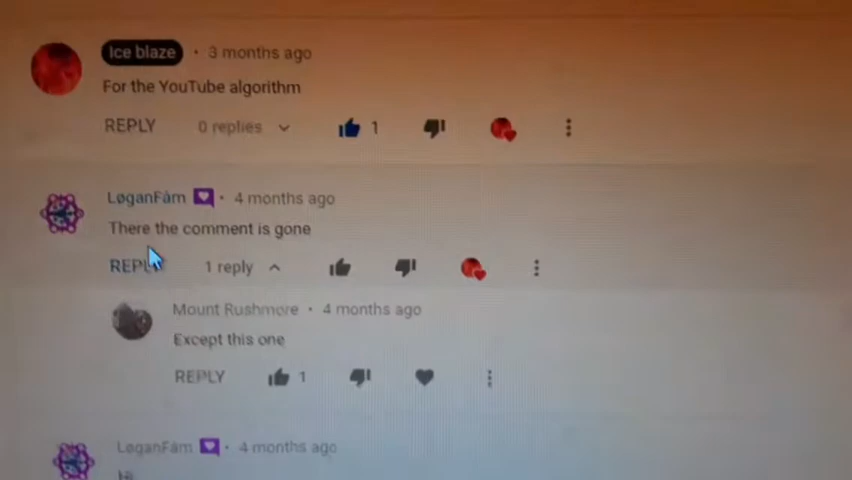 Ice blaze • 3 months ago
For the YouTube algorithm
REPLY 0 replies 1
LøganFàm • 4 months ago
There the comment is gone
REPLY 1 reply
Mount Rushmore • 4 months ago
Except this one
REPLY 1
LøganFàm • 4 months ago
Hi